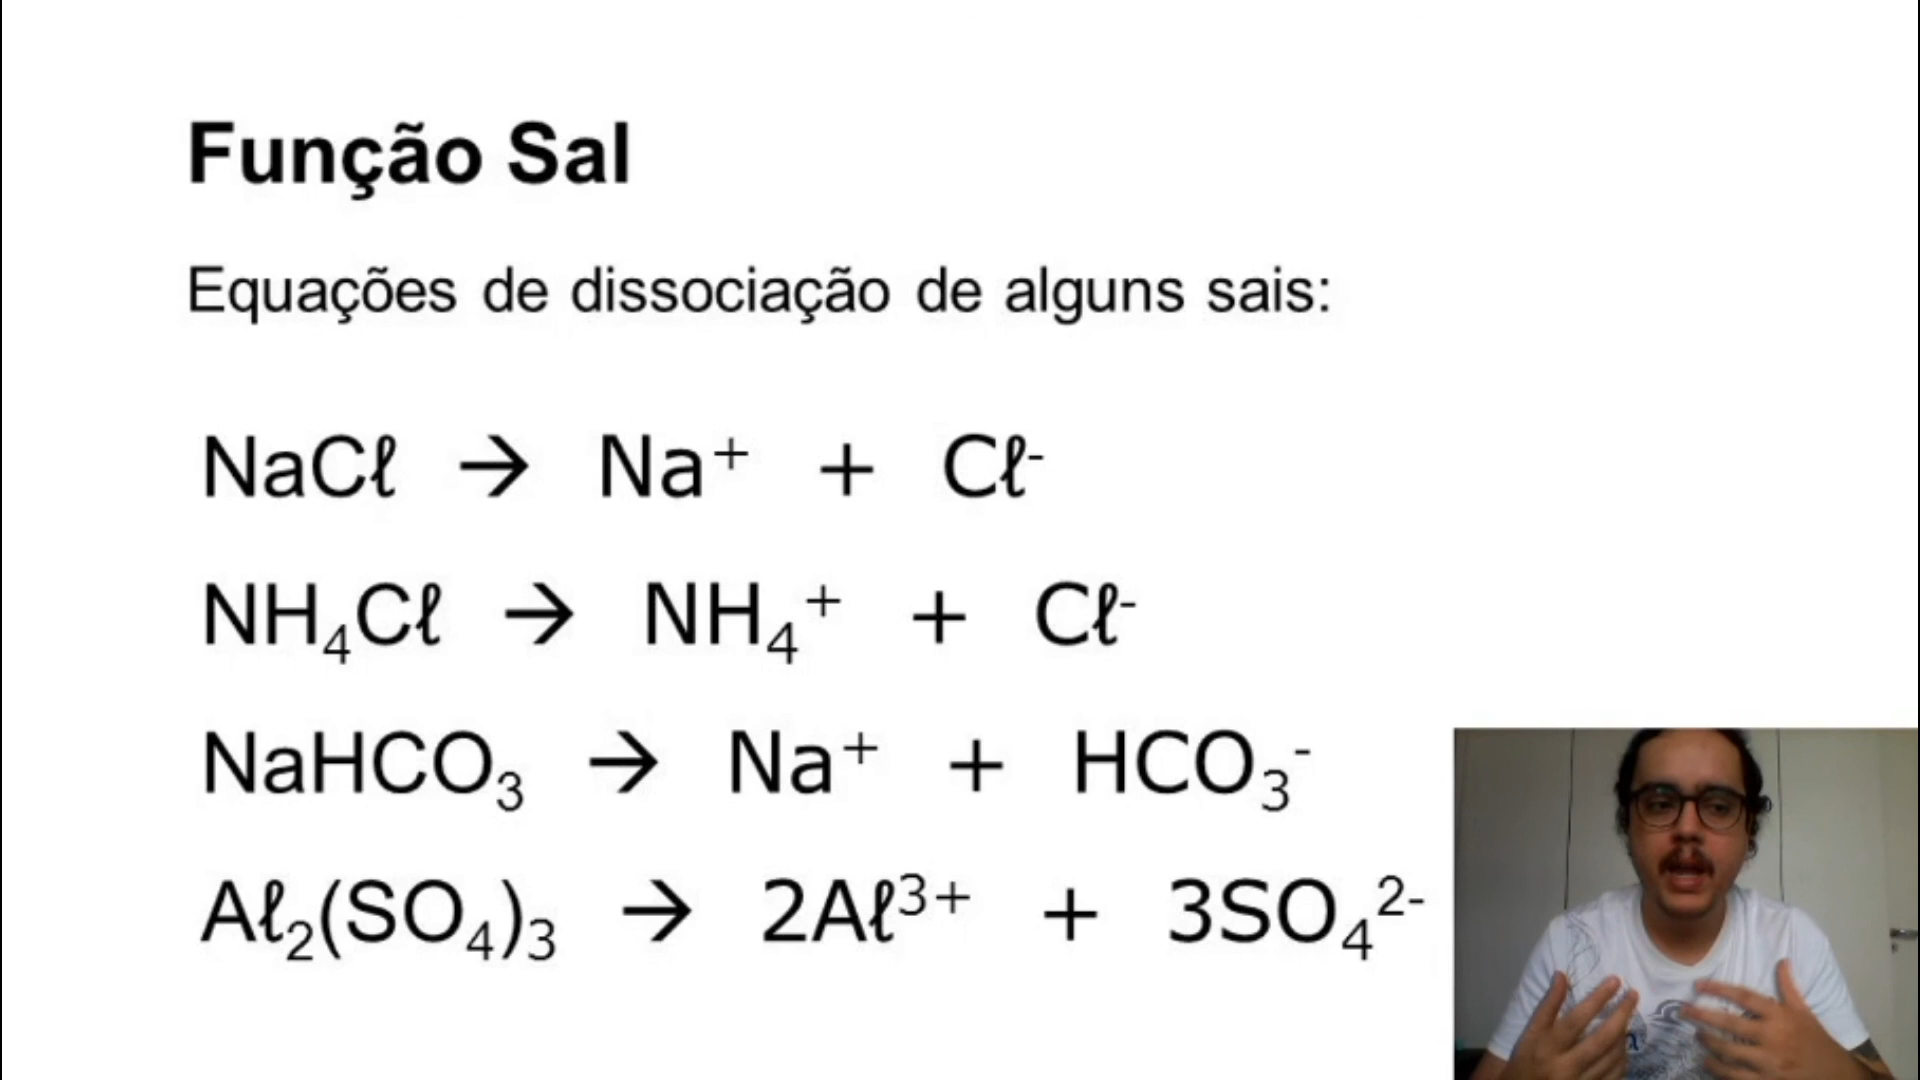 Função Sal
Equações de dissociação de alguns sais:
NaCℓ → Na⁺ + Cℓ⁻
NH₄Cℓ → NH₄⁺ + Cℓ⁻
NaHCO₃ → Na⁺ + HCO₃⁻
Aℓ₂(SO₄)₃ → 2Aℓ³⁺ + 3SO₄²⁻